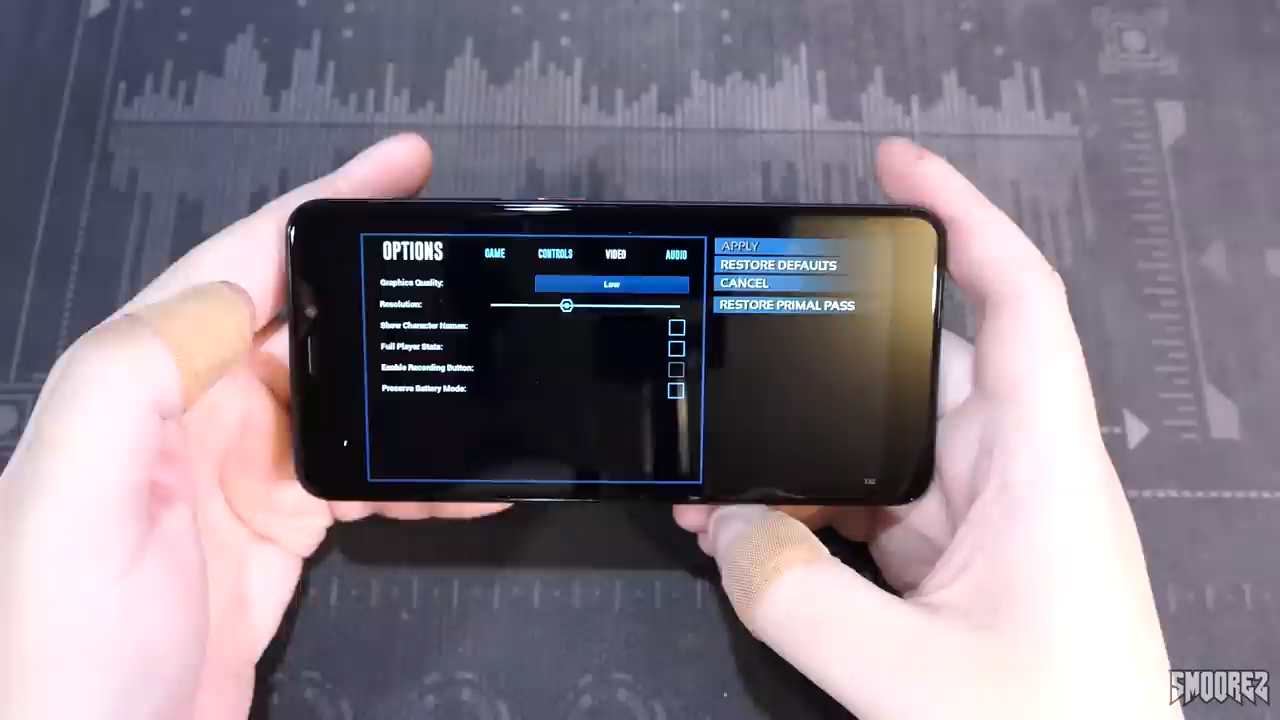 OPTIONS GAME CONTROLS VIDEO AUDIO
Graphics Quality: Low
Resolution:
Show Character Names:
Full Player Stats:
Enable Recording Button:
Preserve Battery Mode:
APPLY
RESTORE DEFAULTS
CANCEL
RESTORE PRIMAL PASS
SMOOREZ